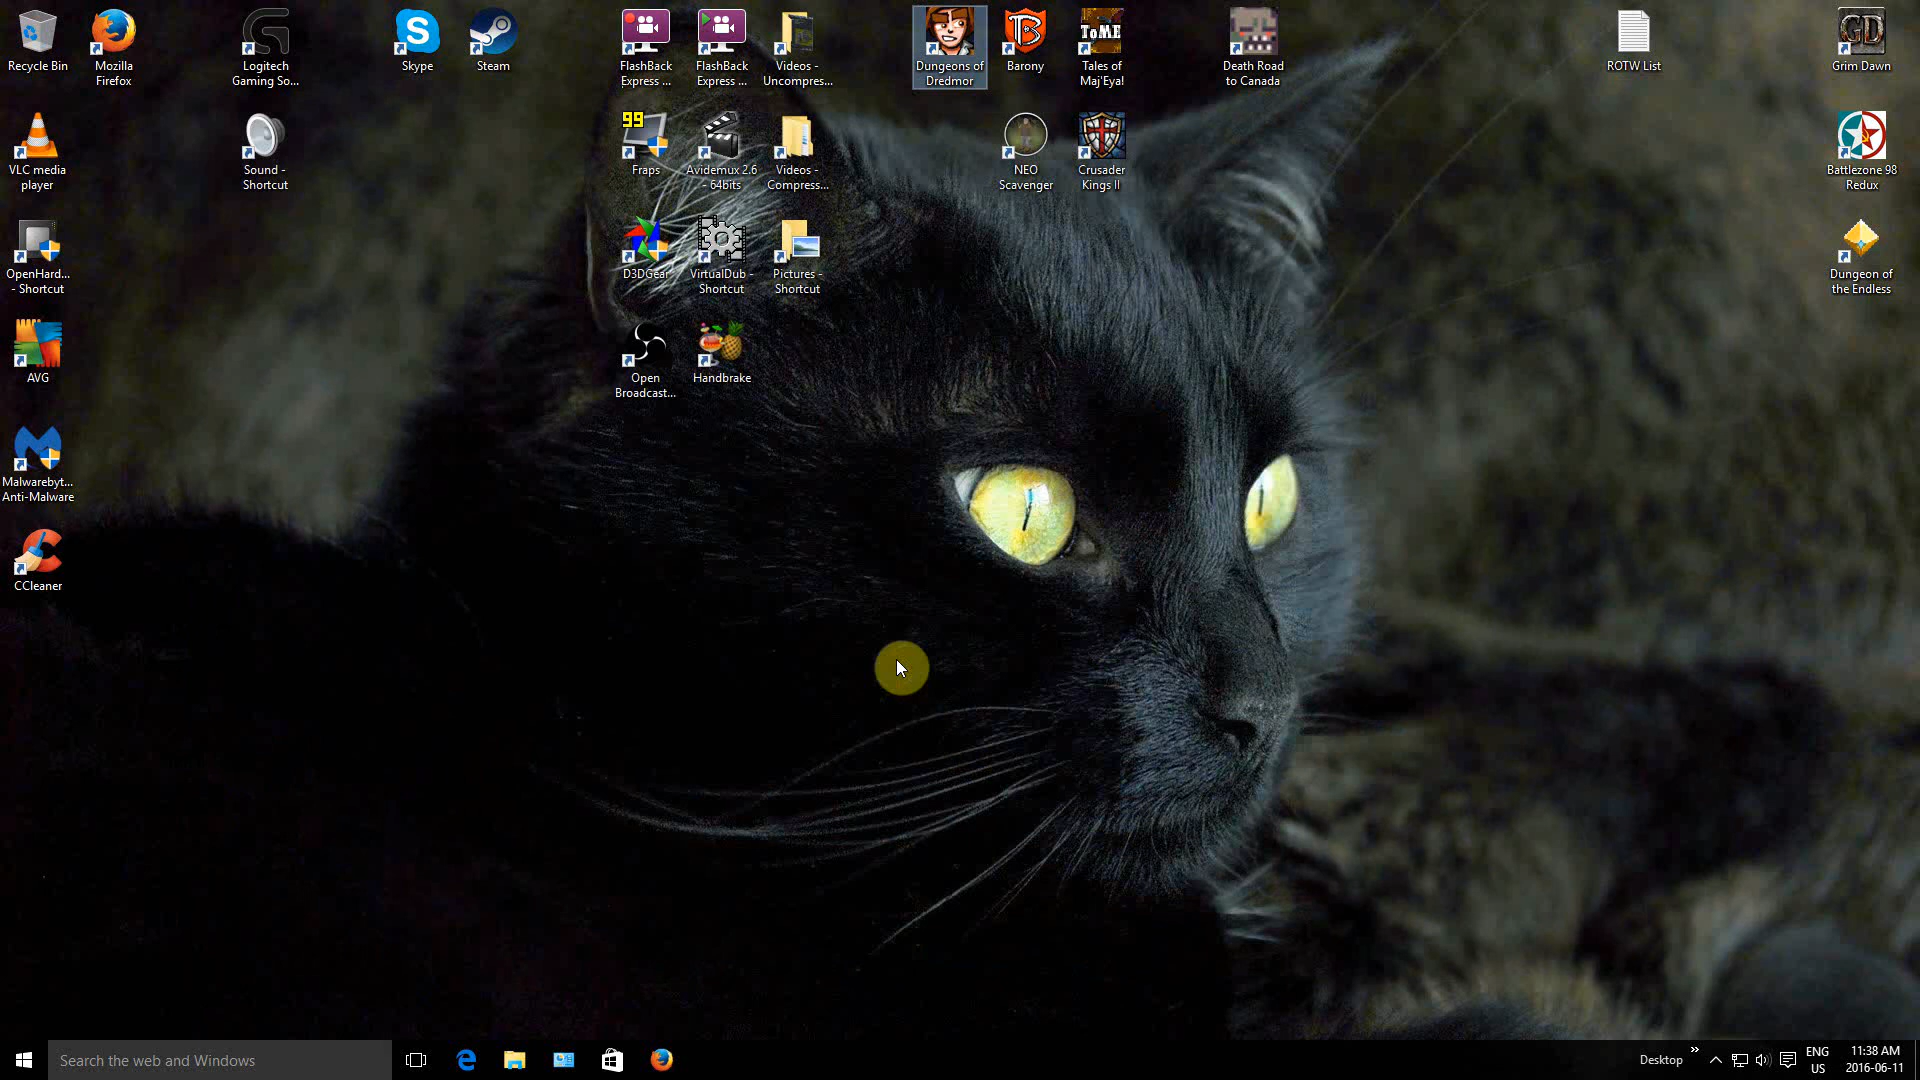 Recycle Bin
Mozilla
Firefox
Logitech
Gaming So...
Skype
Steam
FlashBack
Express ...
FlashBack
Express ...
Videos -
Uncompres...
Dungeons of
Dredmor
Barony
ToME
Tales of
Maj'Eyal
Death Road
to Canada
ROTW List
GD
Grim Dawn
VLC media
player
Sound -
Shortcut
99
Fraps
Avidemux 2.6
- 64bits
Videos -
Compress...
NEO
Scavenger
Crusader
Kings II
Battlezone 98
Redux
OpenHard...
- Shortcut
D3DGear
VirtualDub -
Shortcut
Pictures -
Shortcut
Dungeon of
the Endless
AVG
Open
Broadcast...
Handbrake
Malwarebyt...
Anti-Malware
CCleaner
Search the web and Windows
Desktop
ENG
US
11:38 AM
2016-06-11